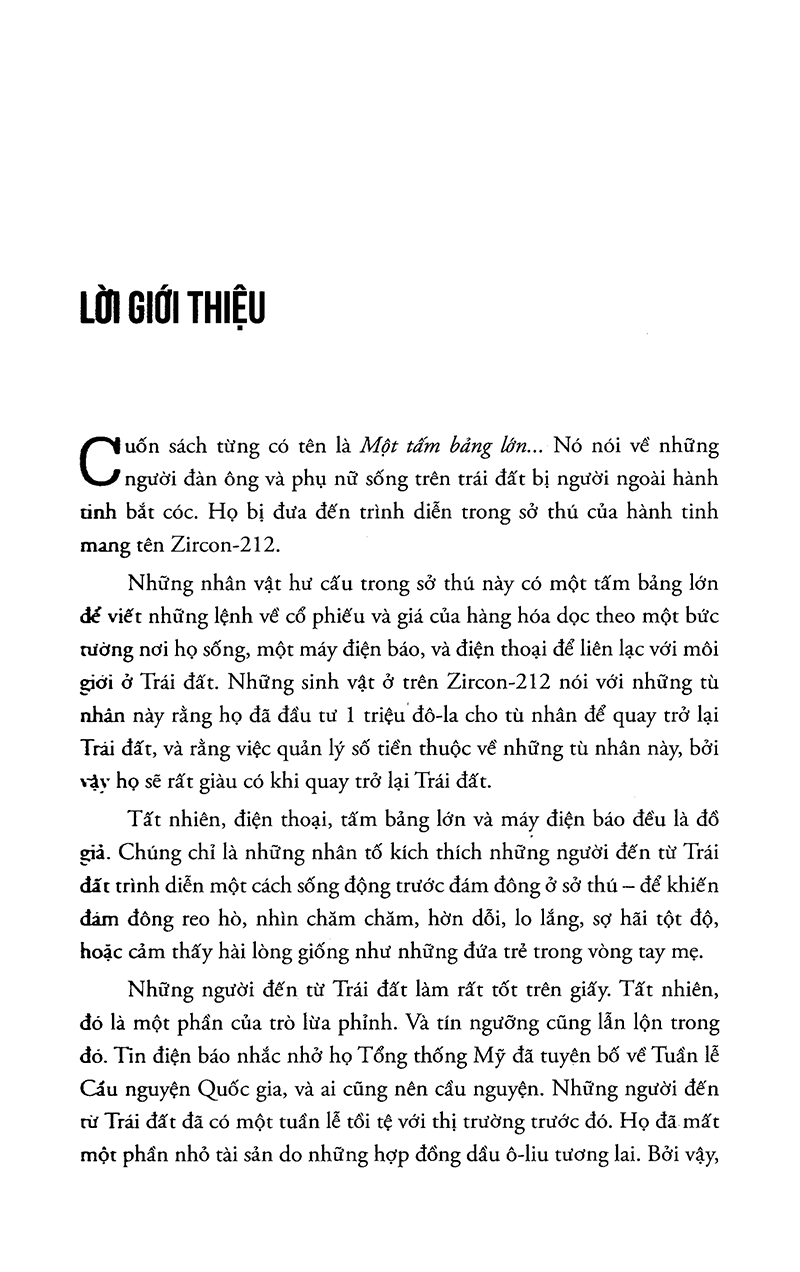 LỜI GIỚI THIỆU
Cuốn sách từng có tên là Một tấm bảng lớn... Nó nói về những
người đàn ông và phụ nữ sống trên trái đất bị người ngoài hành
tinh bắt cóc. Họ bị đưa đến trình diễn trong sở thú của hành tinh
mang tên Zircon-212.
Những nhân vật hư cấu trong sở thú này có một tấm bảng lớn
để viết những lệnh về cổ phiếu và giá của hàng hóa dọc theo một bức
tường nơi họ sống, một máy điện báo, và điện thoại để liên lạc với môi
giới ở Trái đất. Những sinh vật ở trên Zircon-212 nói với những tù
nhân này rằng họ đã đầu tư 1 triệu đô-la cho tù nhân để quay trở lại
Trái đất, và rằng việc quản lý số tiền thuộc về những tù nhân này, bởi
vậy họ sẽ rất giàu có khi quay trở lại Trái đất.
Tất nhiên, điện thoại, tấm bảng lớn và máy điện báo đều là đồ
giả. Chúng chỉ là những nhân tố kích thích những người đến từ Trái
đất trình diễn một cách sống động trước đám đông ở sở thú – để khiến
đám đông reo hò, nhìn chăm chăm, hờn dỗi, lo lắng, sợ hãi tột độ,
hoặc cảm thấy hài lòng giống như những đứa trẻ trong vòng tay mẹ.
Những người đến từ Trái đất làm rất tốt trên giấy. Tất nhiên,
đó là một phần của trò lừa phỉnh. Và tín ngưỡng cũng lẫn lộn trong
đó. Tin điện báo nhắc nhở họ Tổng thống Mỹ đã tuyên bố về Tuần lễ
Cầu nguyện Quốc gia, và ai cũng nên cầu nguyện. Những người đến
từ Trái đất đã có một tuần lễ tồi tệ với thị trường trước đó. Họ đã mất
một phần nhỏ tài sản do những hợp đồng dầu ô-liu tương lai. Bởi vậy,